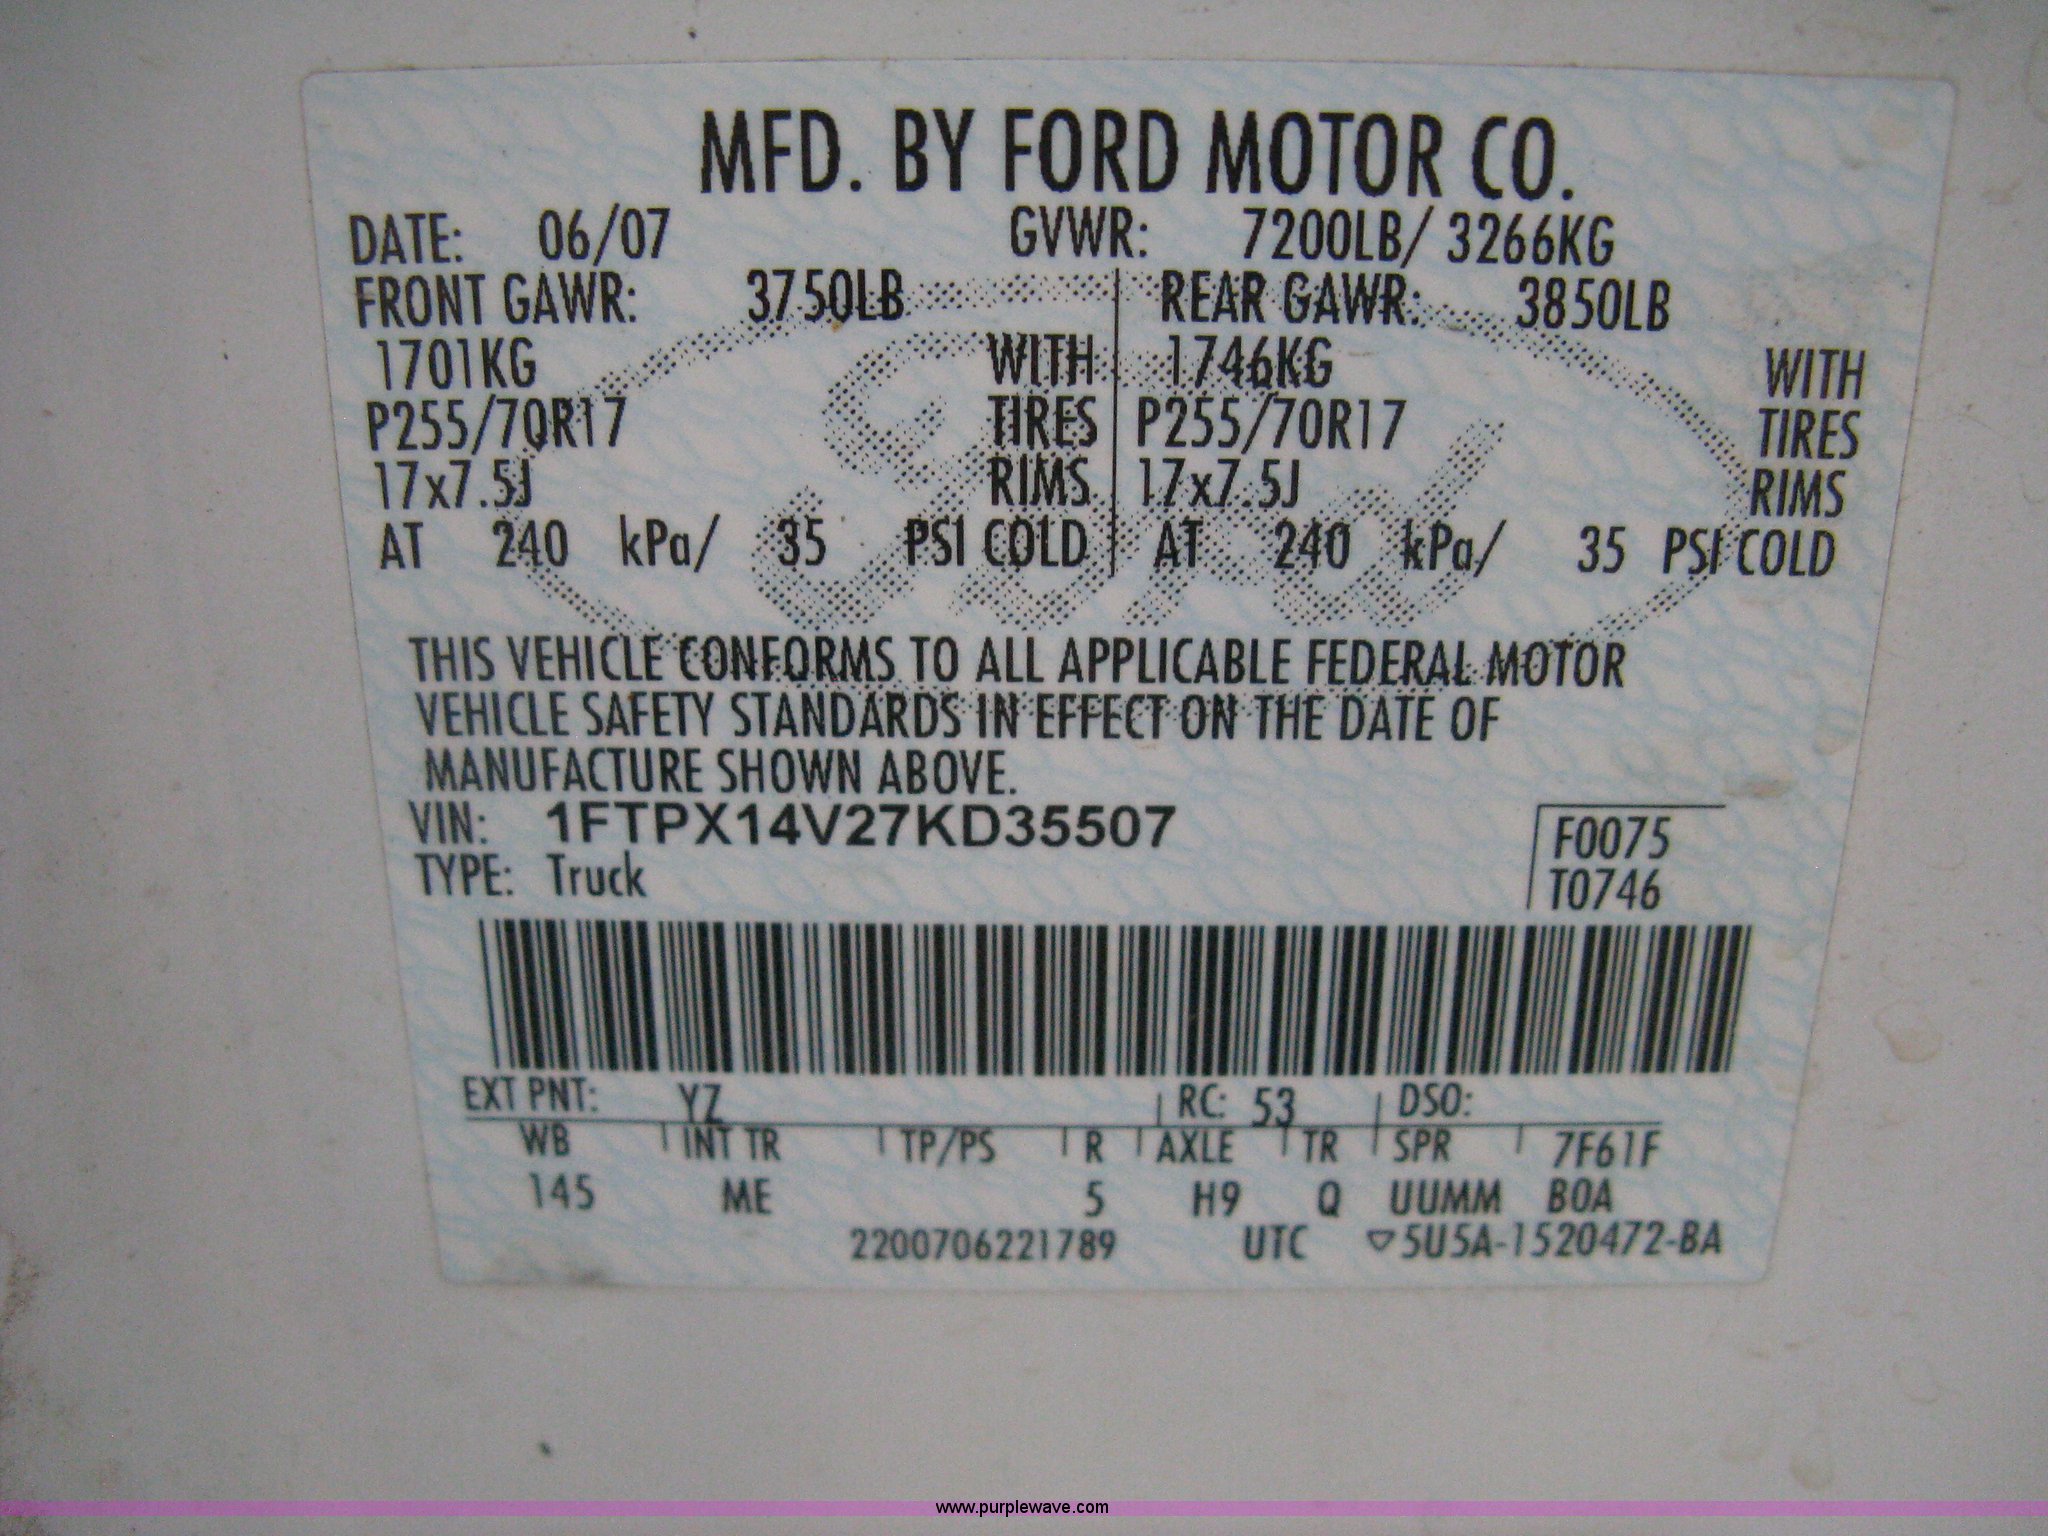 MFD. BY FORD MOTOR CO.
DATE: 06/07 GVWR: 7200LB/ 3266KG
FRONT GAWR: 3750LB REAR GAWR: 3850LB
1701KG WITH 1746KG WITH
P255/70R17 TIRES P255/70R17 TIRES
17x7.5J RIMS 17x7.5J RIMS
AT 240 kPa/ 35 PSI COLD AT 240 kPa/ 35 PSI COLD
Ford
THIS VEHICLE CONFORMS TO ALL APPLICABLE FEDERAL MOTOR
VEHICLE SAFETY STANDARDS IN EFFECT ON THE DATE OF
MANUFACTURE SHOWN ABOVE.
VIN: 1FTPX14V27KD35507 F0075
TYPE: Truck T0746
EXT PNT: YZ RC: 53 DSO:
WB INT TR TP/PS R AXLE TR SPR 7F61F
145 ME 5 H9 Q UUMM BOA
2200706221789 UTC ▽5U5A-1520472-BA
www.purplewave.com